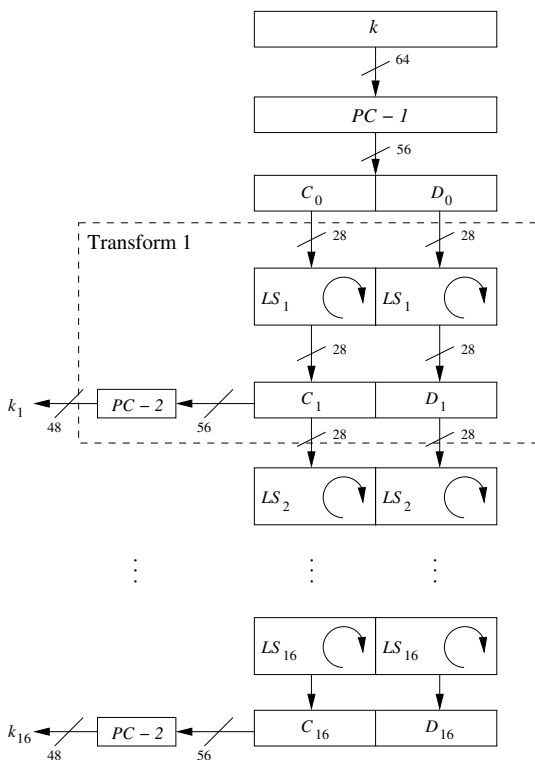 k
64
PC – 1
56
C0 D0
Transform 1
28 28
LS1 LS1
28 28
k1 48 PC – 2 56 C1 D1
28 28
LS2 LS2
LS16 LS16
k16 48 PC – 2 56 C16 D16